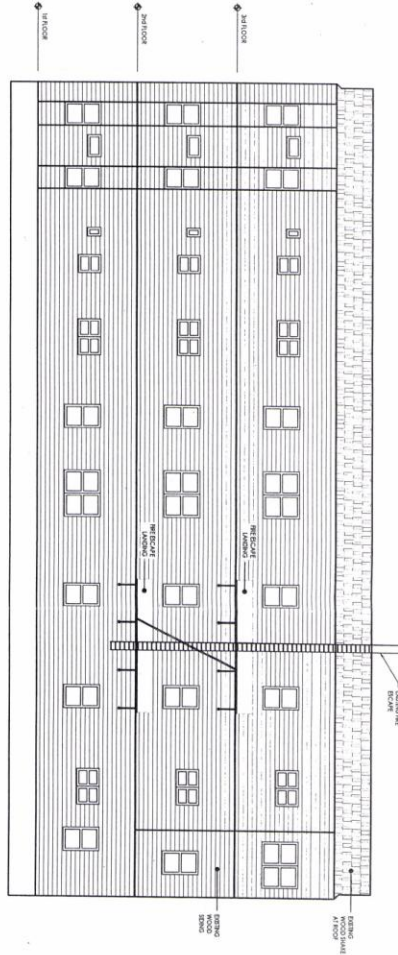 EXISTING
WOOD SHAKE
AT ROOF
ESCAPE
3rd FLOOR
FIRE ESCAPE
LANDING
EXISTING
WOOD
SIDING
2nd FLOOR
FIRE ESCAPE
LANDING
1st FLOOR